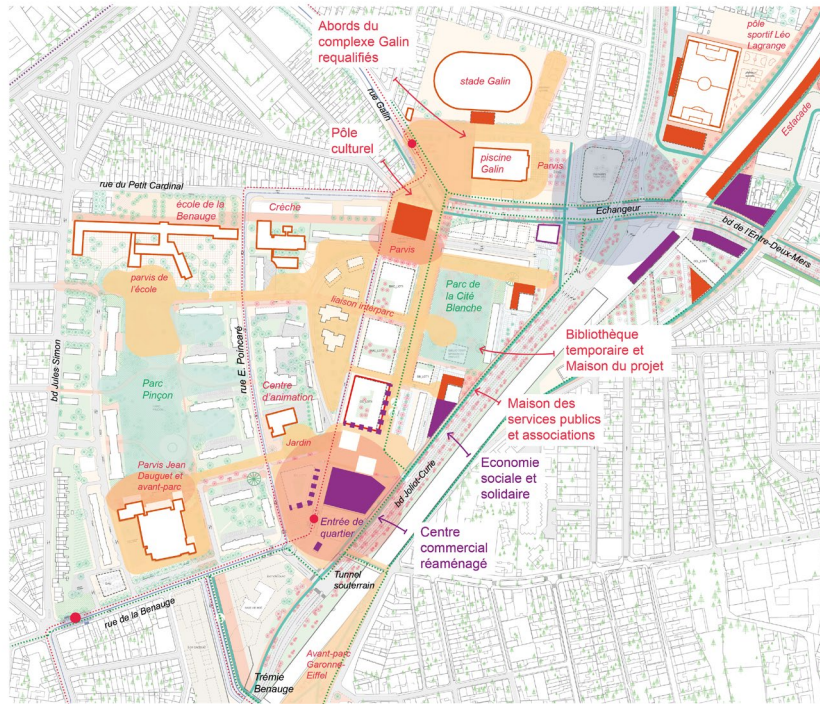 Abords du
complexe Galin
requalifiés
pôle
sportif Léo
Lagrange
stade Galin
rue Galin
Estacade
Pôle
culturel
piscine
Galin
Parvis
rue du Petit Cardinal
école de la
Benauge
Crèche
Echangeur
bd de l'Entre-Deux-Mers
Parvis
parvis de
l'école
liaison interparc
Parc de
la Cité
Blanche
Bibliothèque
temporaire et
Maison du projet
bd Jules Simon
rue E. Poincaré
Parc
Pinçon
Centre
d'animation
Maison des
services publics
et associations
Jardin
Economie
sociale et
solidaire
Parvis Jean
Dauguet et
avant-parc
bd Joliot-Curie
Entrée de
quartier
Centre
commercial
réaménagé
Tunnel
souterrain
rue de la Benauge
Avant-parc
Garonne-
Eiffel
Trémie
Benauge